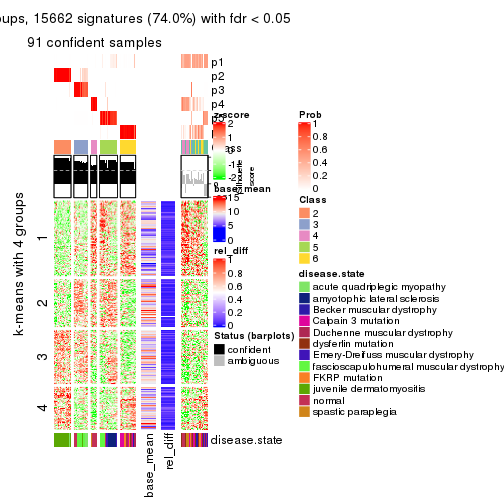 oups, 15662 signatures (74.0%) with fdr < 0.05
91 confident samples
p1
p2
p3
p4
z-score
2
1
0
-1
-2
Silhouette
score
base_mean
15
10
5
0
rel_diff
1
0.8
0.6
0.4
0.2
0
Status (barplots)
confident
ambiguous
k-means with 4 groups
1
2
3
4
disease.state
base_mean
rel_diff
Prob
1
0.8
0.6
0.4
0.2
0
Class
2
3
4
5
6
disease.state
acute quadriplegic myopathy
amyotophic lateral sclerosis
Becker muscular dystrophy
Calpain 3 mutation
Duchenne muscular dystrophy
dysferlin mutation
Emery-Dreifuss muscular dystrophy
fascioscapulohumeral muscular dystrophy
FKRP mutation
juvenile dermatomyositis
normal
spastic paraplegia